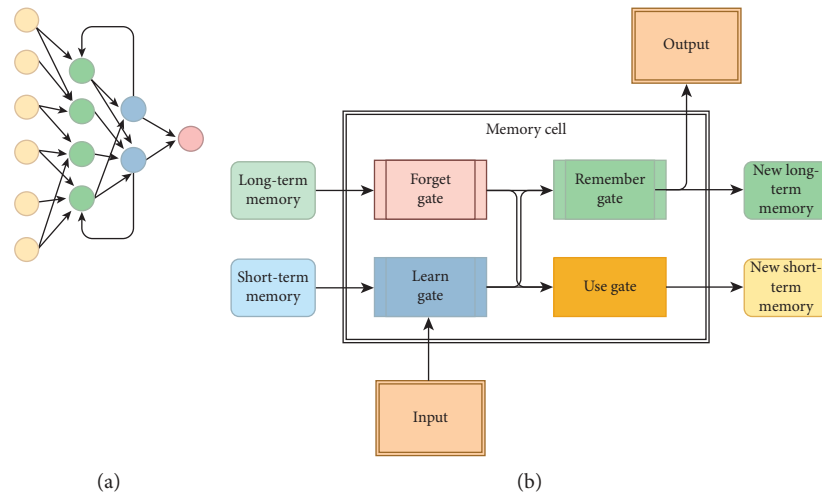 Output
Memory cell
Long-term
memory
Forget
gate
Remember
gate
New long-
term
memory
Short-term
memory
Learn
gate
Use gate
New short-
term
memory
Input
(a)
(b)